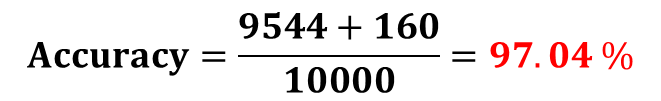 Accuracy = (9544 + 160) / 10000 = 97.04 %